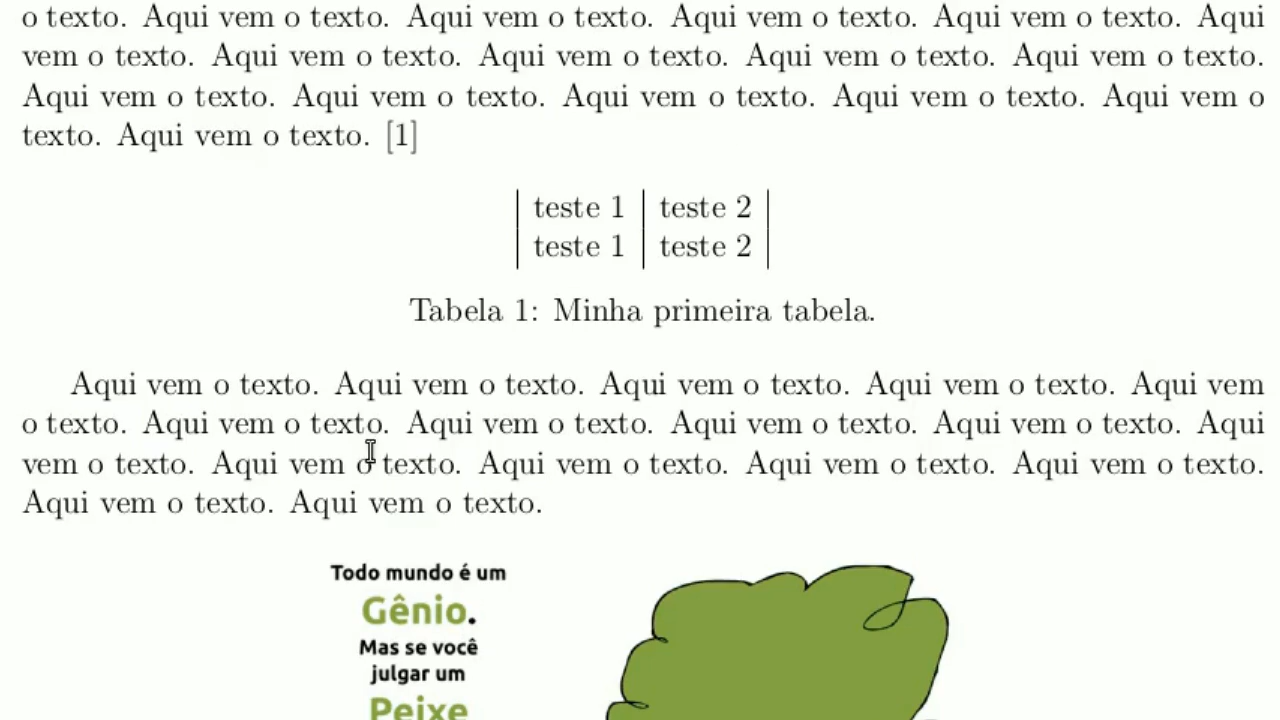 o texto. Aqui vem o texto. Aqui vem o texto. Aqui vem o texto. Aqui vem o texto. Aqui
vem o texto. Aqui vem o texto. Aqui vem o texto. Aqui vem o texto. Aqui vem o texto.
Aqui vem o texto. Aqui vem o texto. Aqui vem o texto. Aqui vem o texto. Aqui vem o
texto. Aqui vem o texto. [1]
teste 1 teste 2
teste 1 teste 2
Tabela 1: Minha primeira tabela.
Aqui vem o texto. Aqui vem o texto. Aqui vem o texto. Aqui vem o texto. Aqui vem
o texto. Aqui vem o texto. Aqui vem o texto. Aqui vem o texto. Aqui vem o texto. Aqui
vem o texto. Aqui vem o texto. Aqui vem o texto. Aqui vem o texto. Aqui vem o texto.
Aqui vem o texto. Aqui vem o texto.
Todo mundo é um
Gênio.
Mas se você
julgar um
Peixe